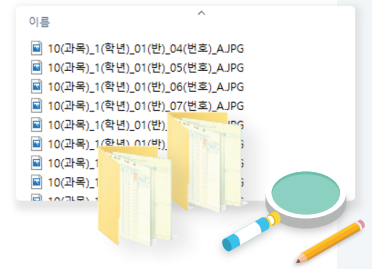 이름
10(과목)_1(학년)_01(반)_04(번호)_A.JPG
10(과목)_1(학년)_01(반)_05(번호)_A.JPG
10(과목)_1(학년)_01(반)_06(번호)_A.JPG
10(과목)_1(학년)_01(반)_07(번호)_A.JPG
10(과목)_1(학년)_01(반)
10(과목)_1(학년)_01(반)
10(과목)_1
10(과목)_1